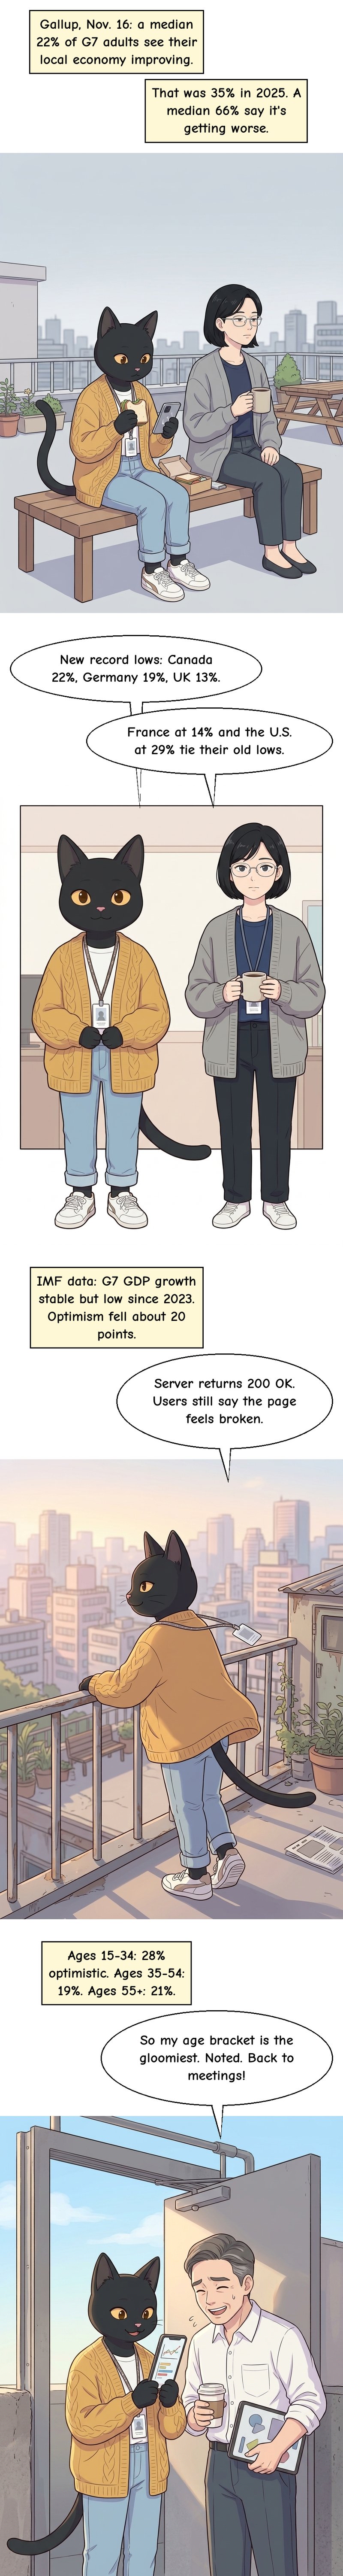 Gallup, Nov. 16: a median
22% of G7 adults see their
local economy improving.
That was 35% in 2025. A
median 66% say it's
getting worse.
New record lows: Canada
22%, Germany 19%, UK 13%.
France at 14% and the U.S.
at 29% tie their old lows.
IMF data: G7 GDP growth
stable but low since 2023.
Optimism fell about 20
points.
Server returns 200 OK.
Users still say the page
feels broken.
Ages 15-34: 28%
optimistic. Ages 35-54:
19%. Ages 55+: 21%.
So my age bracket is the
gloomiest. Noted. Back to
meetings!